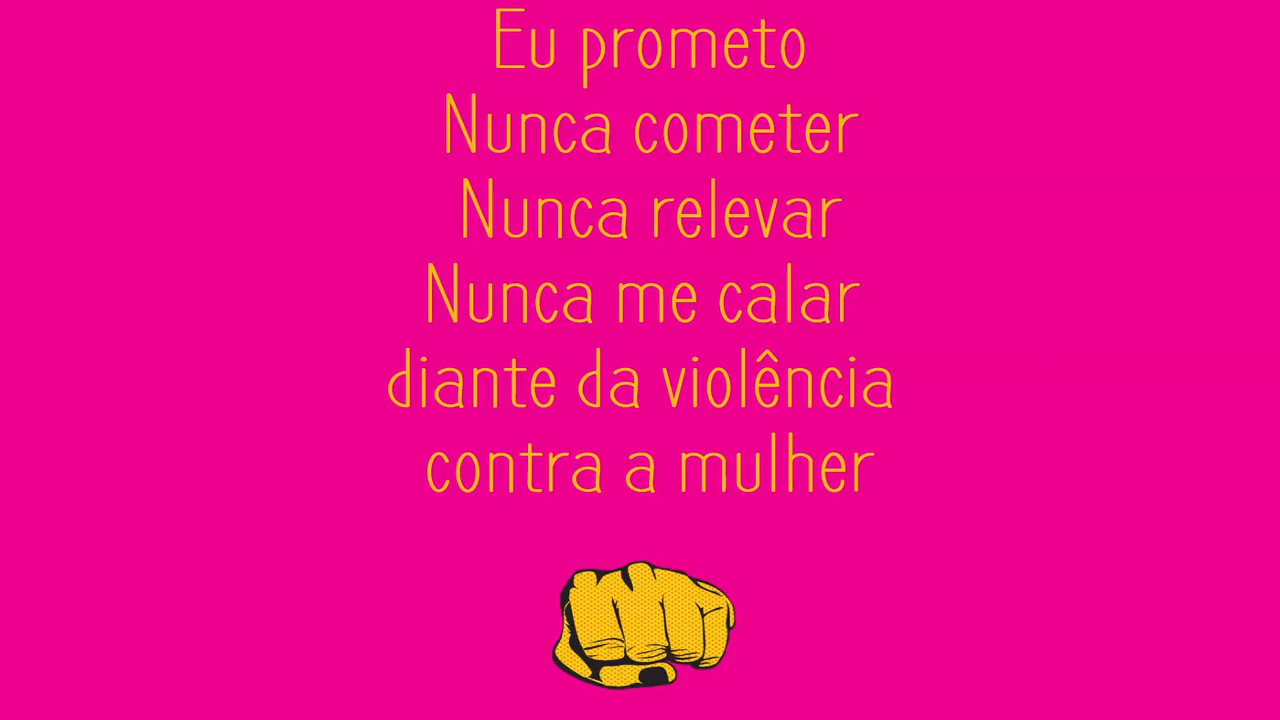 Eu prometo
Nunca cometer
Nunca relevar
Nunca me calar
diante da violência
contra a mulher